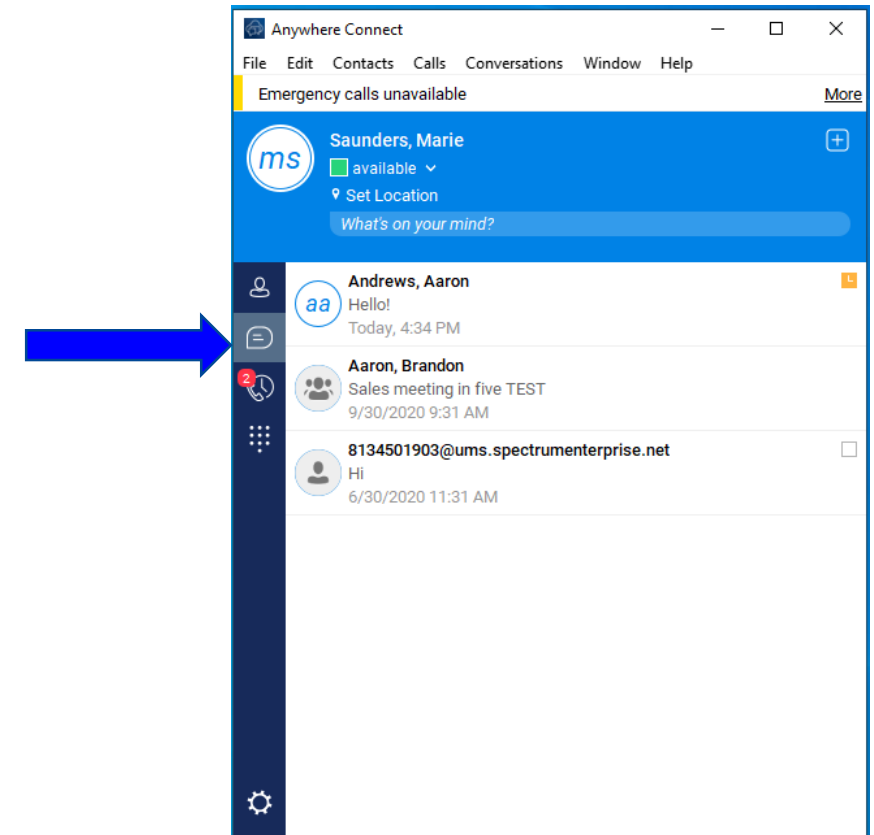 Anywhere Connect
File Edit Contacts Calls Conversations Window Help
Emergency calls unavailable More
ms
Saunders, Marie
available
Set Location
What's on your mind?
Andrews, Aaron
aa
Hello!
Today, 4:34 PM
Aaron, Brandon
2
Sales meeting in five TEST
9/30/2020 9:31 AM
8134501903@ums.spectrumenterprise.net
Hi
6/30/2020 11:31 AM